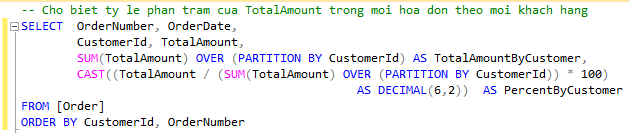 -- Cho biet ty le phan tram cua TotalAmount trong moi hoa don theo moi khach hang
SELECT OrderNumber, OrderDate,
CustomerId, TotalAmount,
SUM(TotalAmount) OVER (PARTITION BY CustomerId) AS TotalAmountByCustomer,
CAST((TotalAmount / (SUM(TotalAmount) OVER (PARTITION BY CustomerId)) * 100)
AS DECIMAL(6,2)) AS PercentByCustomer
FROM [Order]
ORDER BY CustomerId, OrderNumber